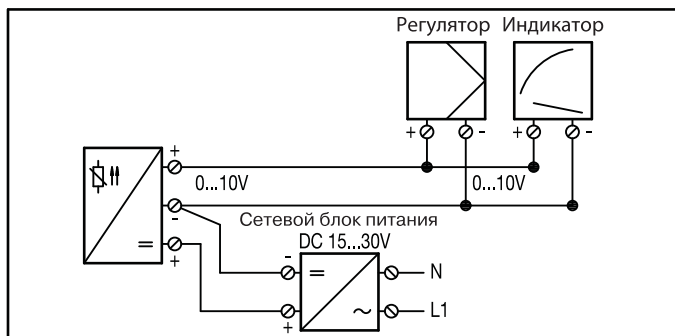 Регулятор Индикатор
+ - + -
+
0...10V 0...10V
-
Сетевой блок питания
DC 15...30V
+
- N
+ L1